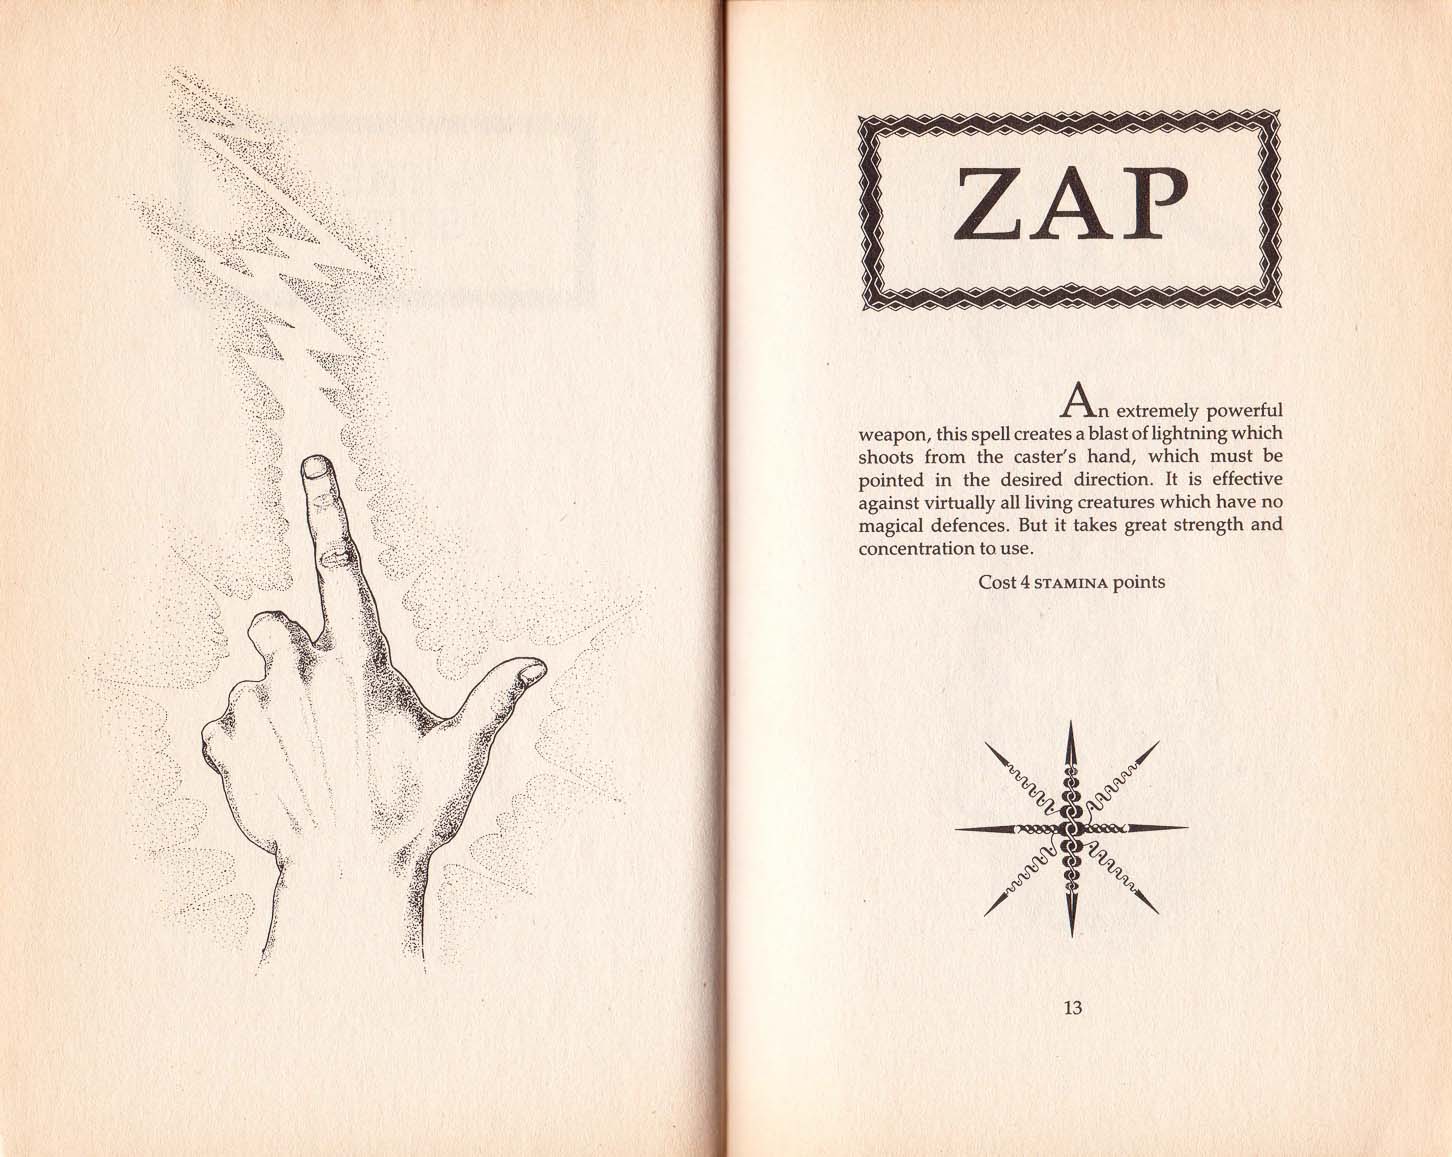 ZAP
An extremely powerful
weapon, this spell creates a blast of lightning which
shoots from the caster's hand, which must be
pointed in the desired direction. It is effective
against virtually all living creatures which have no
magical defences. But it takes great strength and
concentration to use.
Cost 4 STAMINA points
13